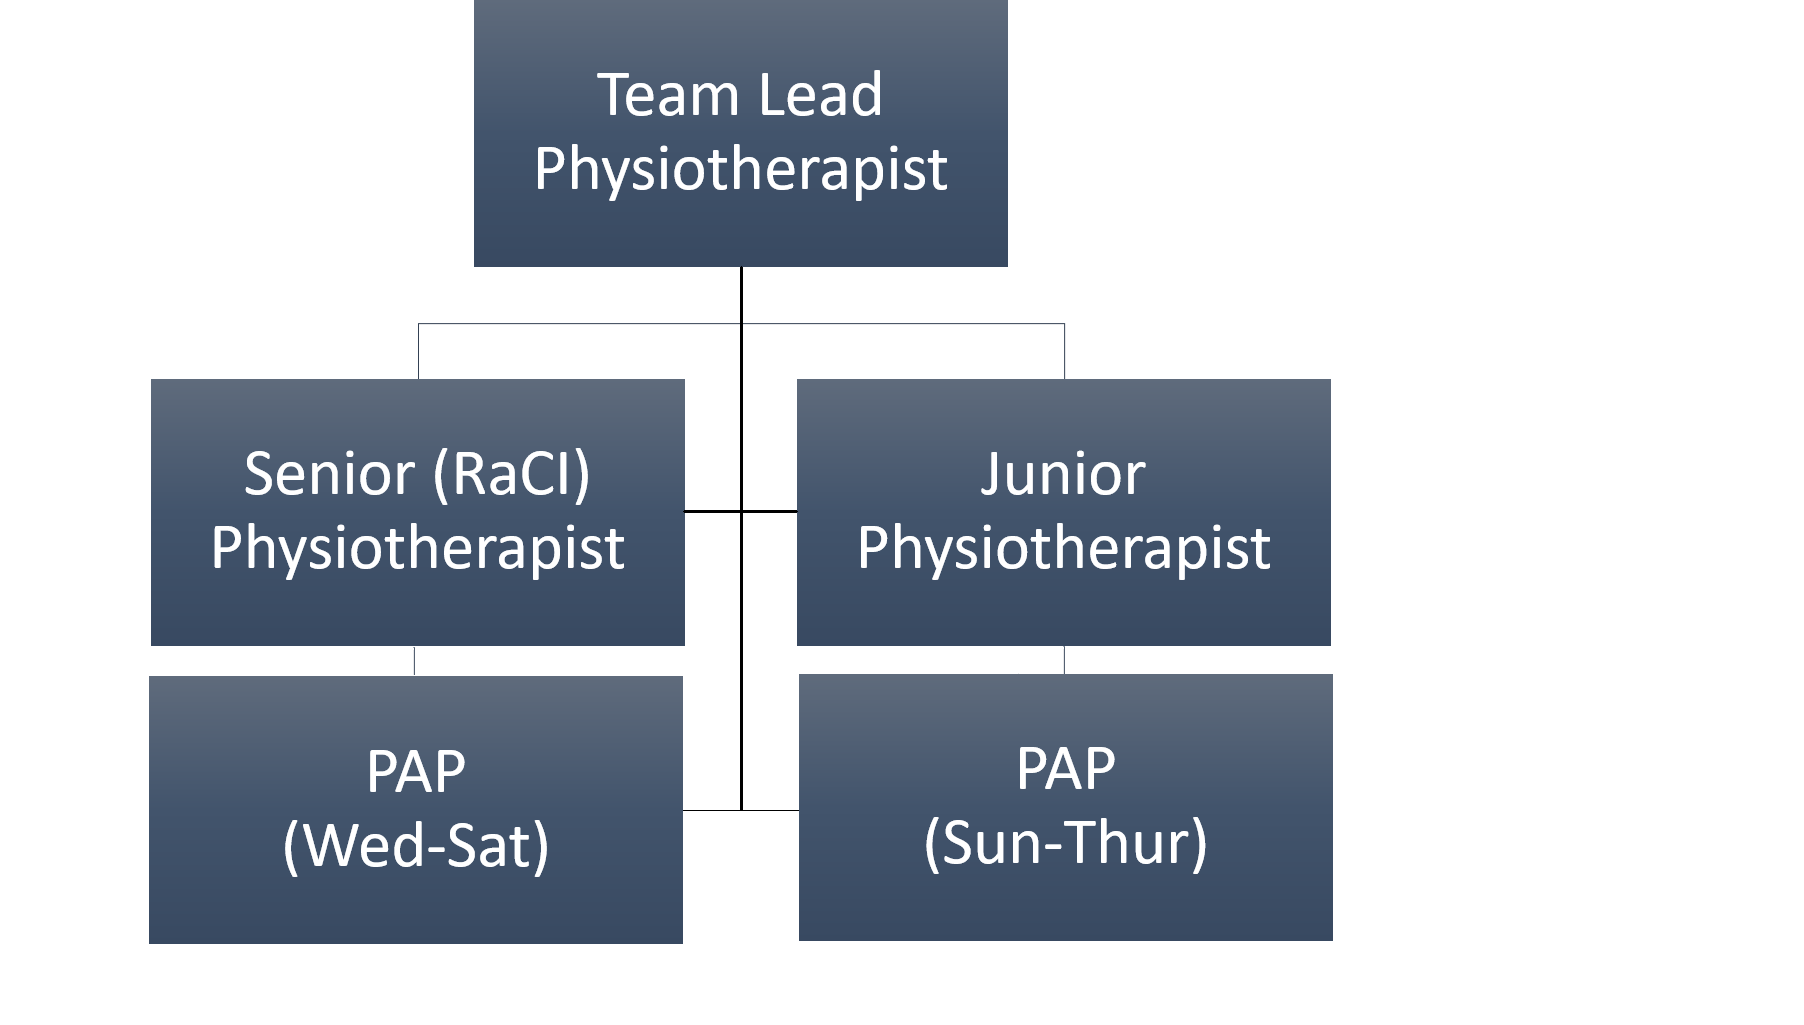 Team Lead
Physiotherapist
Senior (RaCI)
Physiotherapist
Junior
Physiotherapist
PAP
(Wed-Sat)
PAP
(Sun-Thur)